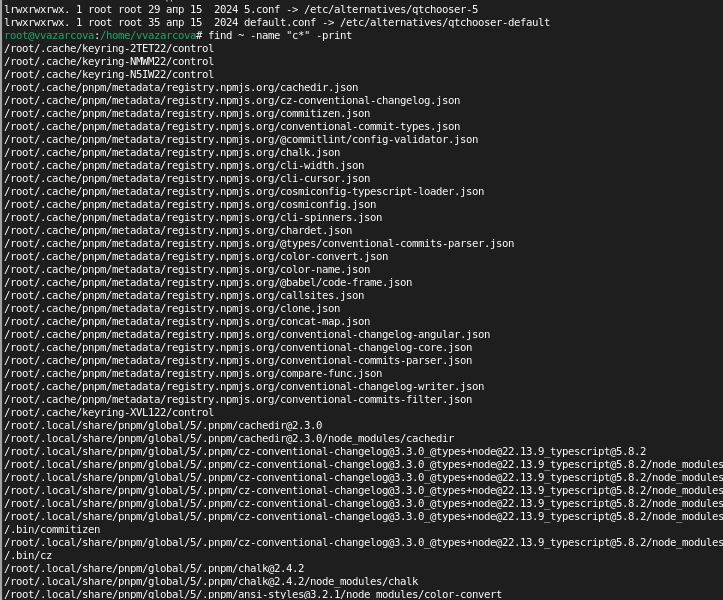 lrwxrwxrwx. 1 root root 29 апр 15  2024 5.conf -> /etc/alternatives/qtchooser-5
lrwxrwxrwx. 1 root root 35 апр 15  2024 default.conf -> /etc/alternatives/qtchooser-default
root@vvazarcova:/home/vvazarcova# find ~ -name "c*" -print
/root/.cache/keyring-2TET22/control
/root/.cache/keyring-NMWM22/control
/root/.cache/keyring-N5IW22/control
/root/.cache/pnpm/metadata/registry.npmjs.org/cachedir.json
/root/.cache/pnpm/metadata/registry.npmjs.org/cz-conventional-changelog.json
/root/.cache/pnpm/metadata/registry.npmjs.org/commitizen.json
/root/.cache/pnpm/metadata/registry.npmjs.org/conventional-commit-types.json
/root/.cache/pnpm/metadata/registry.npmjs.org/@commitlint/config-validator.json
/root/.cache/pnpm/metadata/registry.npmjs.org/chalk.json
/root/.cache/pnpm/metadata/registry.npmjs.org/cli-width.json
/root/.cache/pnpm/metadata/registry.npmjs.org/cli-cursor.json
/root/.cache/pnpm/metadata/registry.npmjs.org/cosmiconfig-typescript-loader.json
/root/.cache/pnpm/metadata/registry.npmjs.org/cosmiconfig.json
/root/.cache/pnpm/metadata/registry.npmjs.org/cli-spinners.json
/root/.cache/pnpm/metadata/registry.npmjs.org/chardet.json
/root/.cache/pnpm/metadata/registry.npmjs.org/@types/conventional-commits-parser.json
/root/.cache/pnpm/metadata/registry.npmjs.org/color-convert.json
/root/.cache/pnpm/metadata/registry.npmjs.org/color-name.json
/root/.cache/pnpm/metadata/registry.npmjs.org/@babel/code-frame.json
/root/.cache/pnpm/metadata/registry.npmjs.org/callsites.json
/root/.cache/pnpm/metadata/registry.npmjs.org/clone.json
/root/.cache/pnpm/metadata/registry.npmjs.org/concat-map.json
/root/.cache/pnpm/metadata/registry.npmjs.org/conventional-changelog-angular.json
/root/.cache/pnpm/metadata/registry.npmjs.org/conventional-changelog-core.json
/root/.cache/pnpm/metadata/registry.npmjs.org/conventional-commits-parser.json
/root/.cache/pnpm/metadata/registry.npmjs.org/compare-func.json
/root/.cache/pnpm/metadata/registry.npmjs.org/conventional-changelog-writer.json
/root/.cache/pnpm/metadata/registry.npmjs.org/conventional-commits-filter.json
/root/.cache/keyring-XVL122/control
/root/.local/share/pnpm/global/5/.pnpm/cachedir@2.3.0
/root/.local/share/pnpm/global/5/.pnpm/cachedir@2.3.0/node_modules/cachedir
/root/.local/share/pnpm/global/5/.pnpm/cz-conventional-changelog@3.3.0_@types+node@22.13.9_typescript@5.8.2
/root/.local/share/pnpm/global/5/.pnpm/cz-conventional-changelog@3.3.0_@types+node@22.13.9_typescript@5.8.2/node_modules
/root/.local/share/pnpm/global/5/.pnpm/cz-conventional-changelog@3.3.0_@types+node@22.13.9_typescript@5.8.2/node_modules
/root/.local/share/pnpm/global/5/.pnpm/cz-conventional-changelog@3.3.0_@types+node@22.13.9_typescript@5.8.2/node_modules
/root/.local/share/pnpm/global/5/.pnpm/cz-conventional-changelog@3.3.0_@types+node@22.13.9_typescript@5.8.2/node_modules
/root/.local/share/pnpm/global/5/.pnpm/cz-conventional-changelog@3.3.0_@types+node@22.13.9_typescript@5.8.2/node_modules
/.bin/commitizen
/root/.local/share/pnpm/global/5/.pnpm/cz-conventional-changelog@3.3.0_@types+node@22.13.9_typescript@5.8.2/node_modules
/.bin/cz
/root/.local/share/pnpm/global/5/.pnpm/chalk@2.4.2
/root/.local/share/pnpm/global/5/.pnpm/chalk@2.4.2/node_modules/chalk
/root/.local/share/pnpm/global/5/.pnpm/ansi-styles@3.2.1/node_modules/color-convert